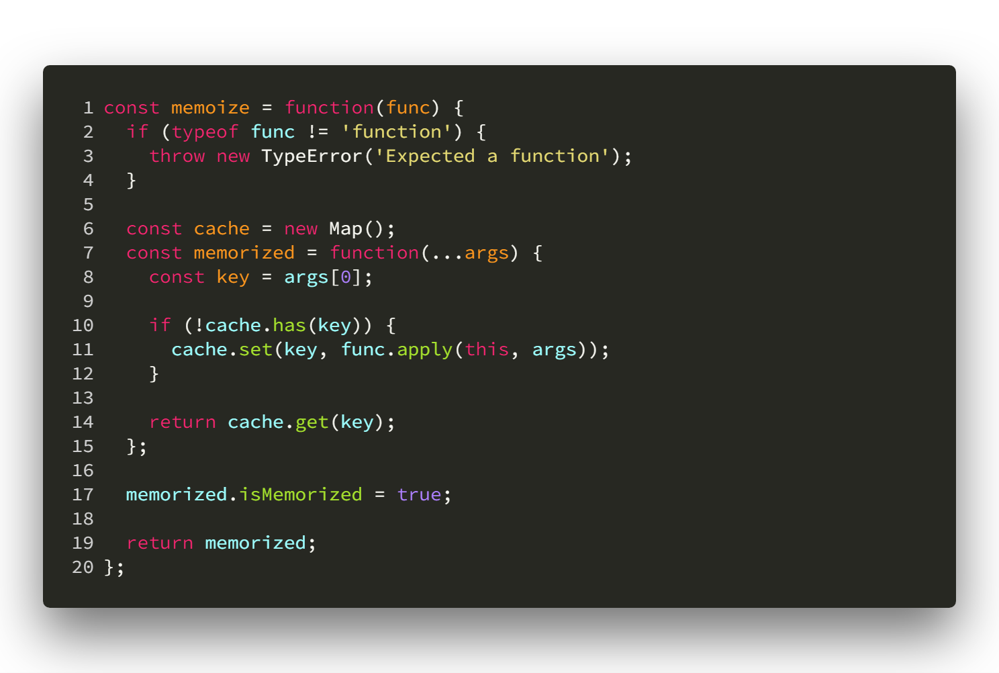 1 const memoize = function(func) {
2   if (typeof func != 'function') {
3     throw new TypeError('Expected a function');
4   }
5
6   const cache = new Map();
7   const memorized = function(...args) {
8     const key = args[0];
9
10     if (!cache.has(key)) {
11       cache.set(key, func.apply(this, args));
12     }
13
14     return cache.get(key);
15   };
16
17   memorized.isMemorized = true;
18
19   return memorized;
20 };